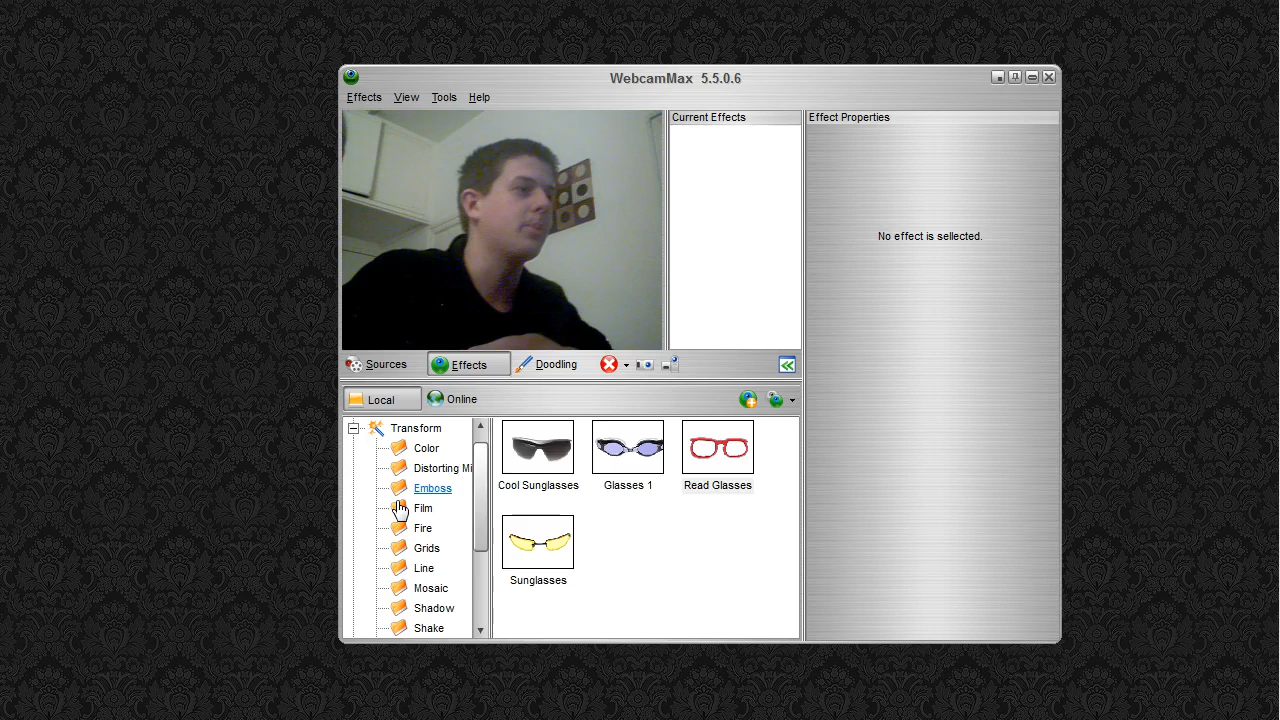 WebcamMax 5.5.0.6
Effects View Tools Help
Current Effects
Effect Properties
No effect is sellected.
Sources
Effects
Doodling
Local
Online
Transform
Color
Distorting Mi
Emboss
Film
Fire
Grids
Line
Mosaic
Shadow
Shake
Cool Sunglasses
Glasses 1
Read Glasses
Sunglasses